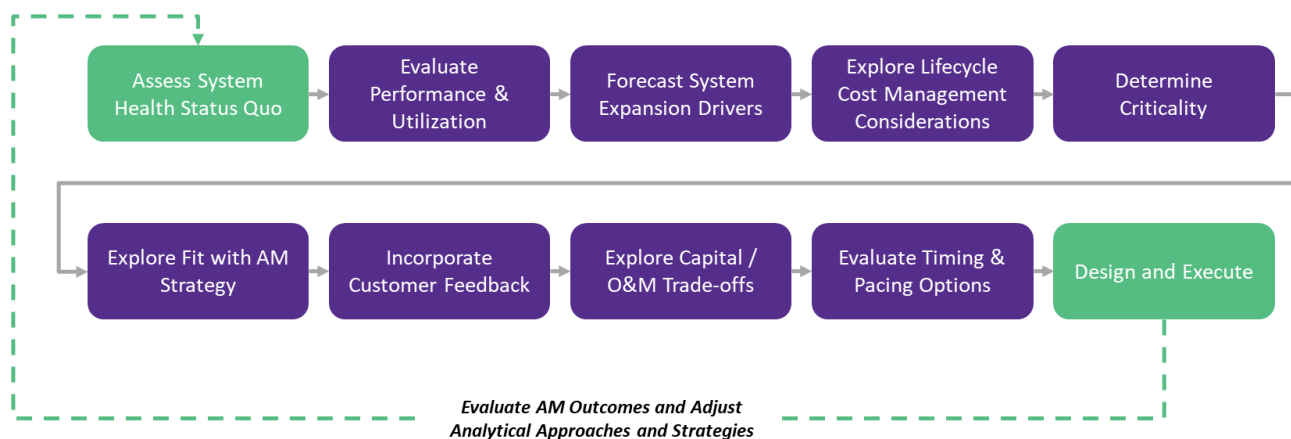 Assess System
Health Status Quo
Evaluate
Performance &
Utilization
Forecast System
Expansion Drivers
Explore Lifecycle
Cost Management
Considerations
Determine
Criticality
Explore Fit with AM
Strategy
Incorporate
Customer Feedback
Explore Capital /
O&M Trade-offs
Evaluate Timing &
Pacing Options
Design and Execute
Evaluate AM Outcomes and Adjust
Analytical Approaches and Strategies